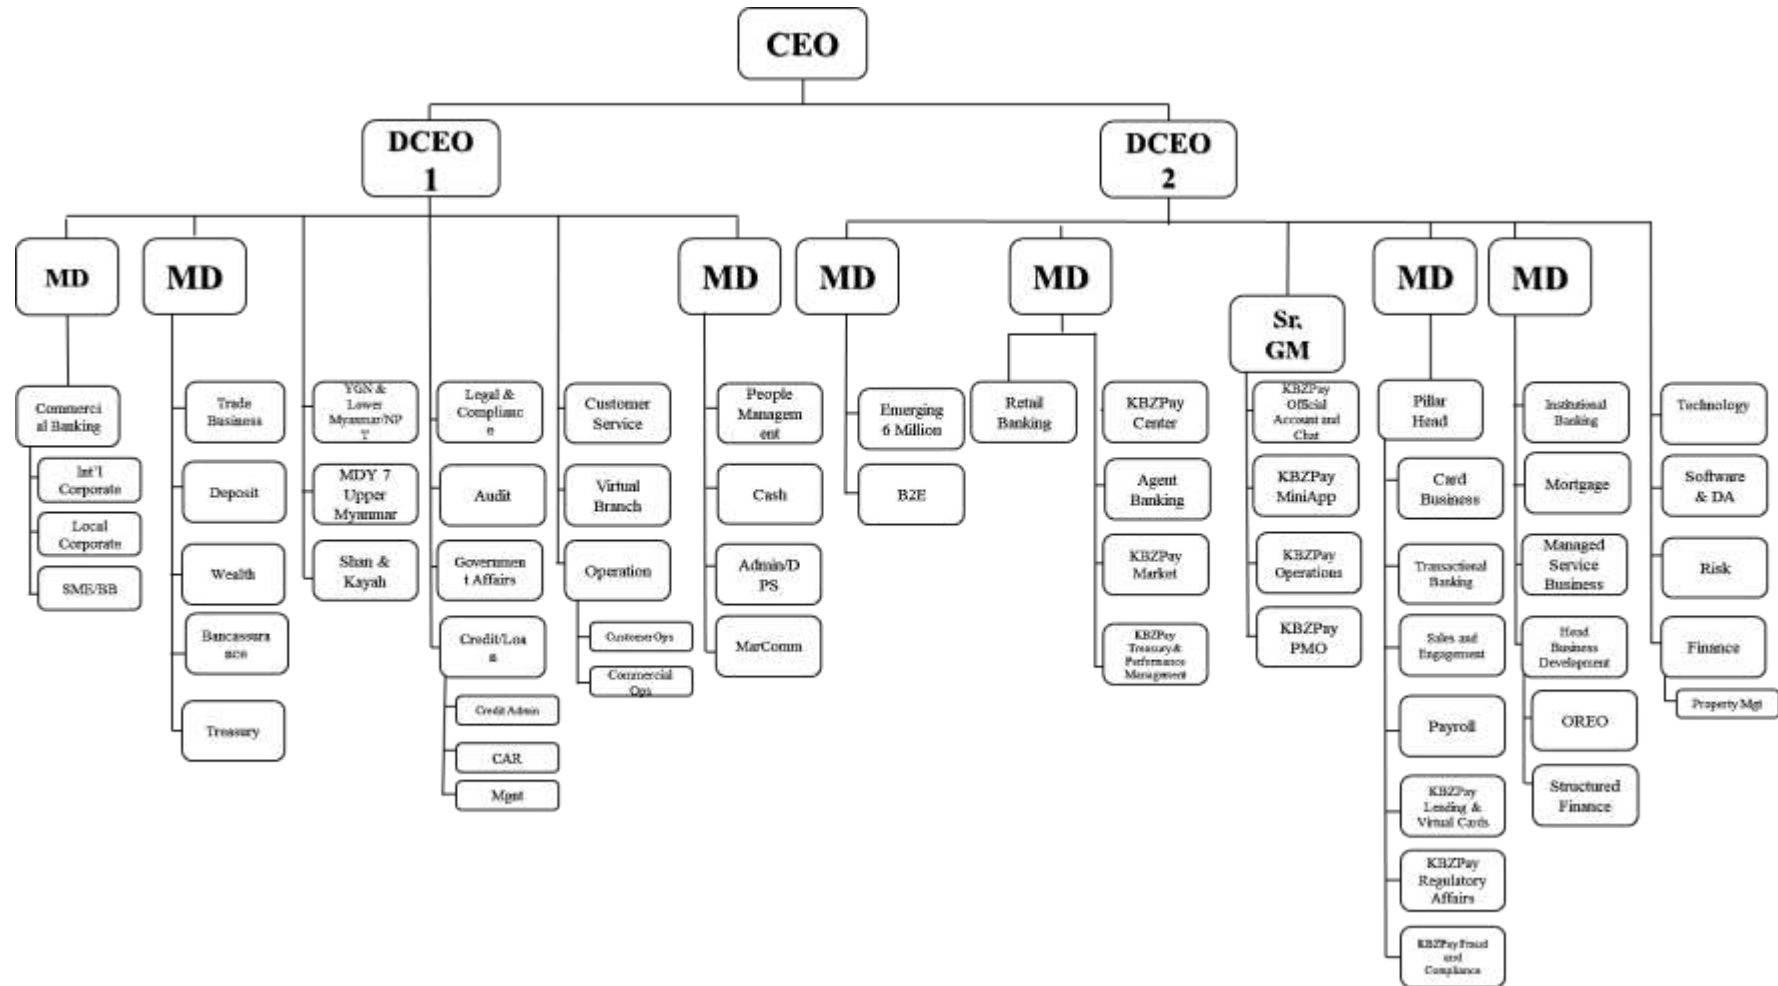 CEO
DCEO
1
DCEO
2
MD
MD
MD
MD
MD
MD
MD
Sr.
GM
Commerci
al Banking
Int'l
Corporate
Local
Corporate
SME/BB
Trade
Business
Deposit
Wealth
Bancassura
nce
Treasury
YGN &
Lower
Myanmar/NP
T
MDY 7
Upper
Myanmar
Shan &
Kayah
Legal &
Complianc
e
Audit
Governmen
t Affairs
Credit/Loa
n
Credit Admin
CAR
Mgnt
Customer
Service
Virtual
Branch
Operation
Customer Ops
Commercial
Ops
People
Managem
ent
Cash
Admin/D
PS
MarComm
Emerging
6 Million
B2E
Retail
Banking
KBZPay
Center
Agent
Banking
KBZPay
Market
KBZPay
Treasury &
Performance
Management
KBZPay
Official
Account and
Chat
KBZPay
MiniApp
KBZPay
Operations
KBZPay
PMO
Pillar
Head
Card
Business
Transactional
Banking
Sales and
Engagement
Payroll
KBZPay
Lending &
Virtual Cards
KBZPay
Regulatory
Affairs
KBZPay Fraud
and
Compliance
Institutional
Banking
Mortgage
Managed
Service
Business
Head
Business
Development
OREO
Structured
Finance
Technology
Software
& DA
Risk
Finance
Property Mgt